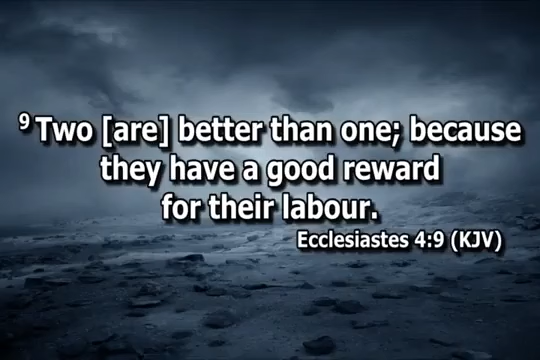 9 Two [are] better than one; because
they have a good reward
for their labour.
Ecclesiastes 4:9 (KJV)